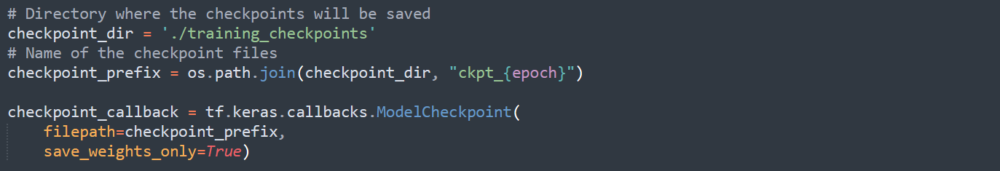 # Directory where the checkpoints will be saved
checkpoint_dir = './training_checkpoints'
# Name of the checkpoint files
checkpoint_prefix = os.path.join(checkpoint_dir, "ckpt_{epoch}")
checkpoint_callback = tf.keras.callbacks.ModelCheckpoint(
    filepath=checkpoint_prefix,
    save_weights_only=True)